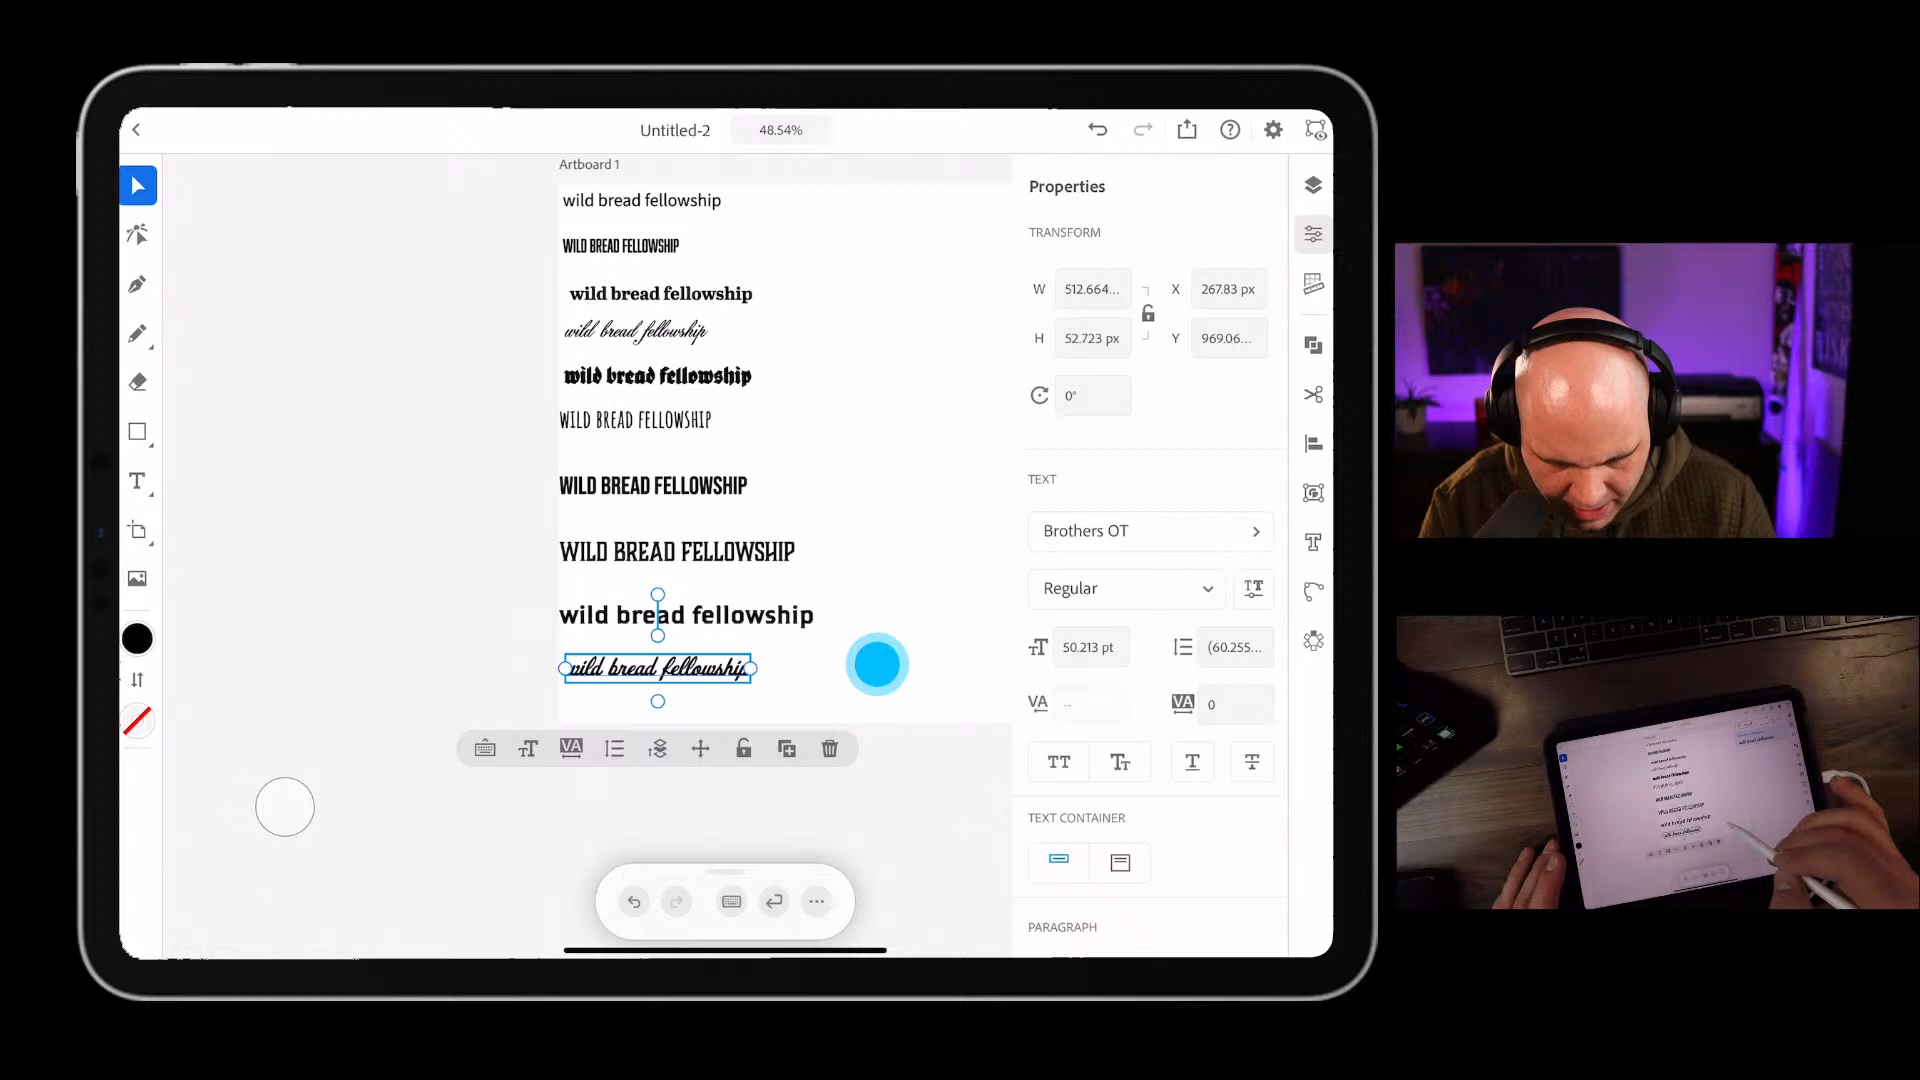 Untitled-2
48.54%
Artboard 1
wild bread fellowship
WILD BREAD FELLOWSHIP
wild bread fellowship
wild bread fellowship
wild bread fellowship
WILD BREAD FELLOWSHIP
WILD BREAD FELLOWSHIP
WILD BREAD FELLOWSHIP
wild bread fellowship
wild bread fellowship
Properties
TRANSFORM
W 512.664... X 267.83 px
H 52.723 px Y 969.06...
0°
TEXT
Brothers OT
Regular
50.213 pt (60.255...
VA -- VA 0
TEXT CONTAINER
PARAGRAPH